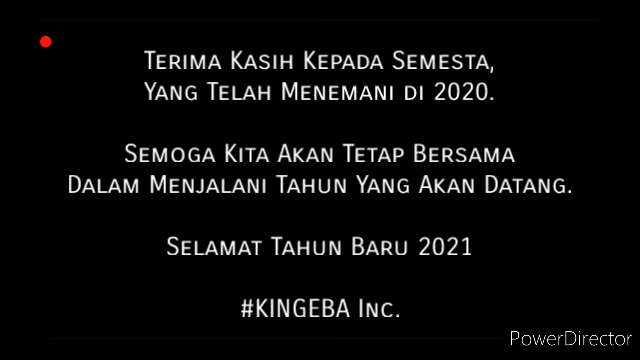 Terima Kasih Kepada Semesta,
Yang Telah Menemani di 2020.
Semoga Kita Akan Tetap Bersama
Dalam Menjalani Tahun Yang Akan Datang.
Selamat Tahun Baru 2021
#KINGEBA Inc.
PowerDirector